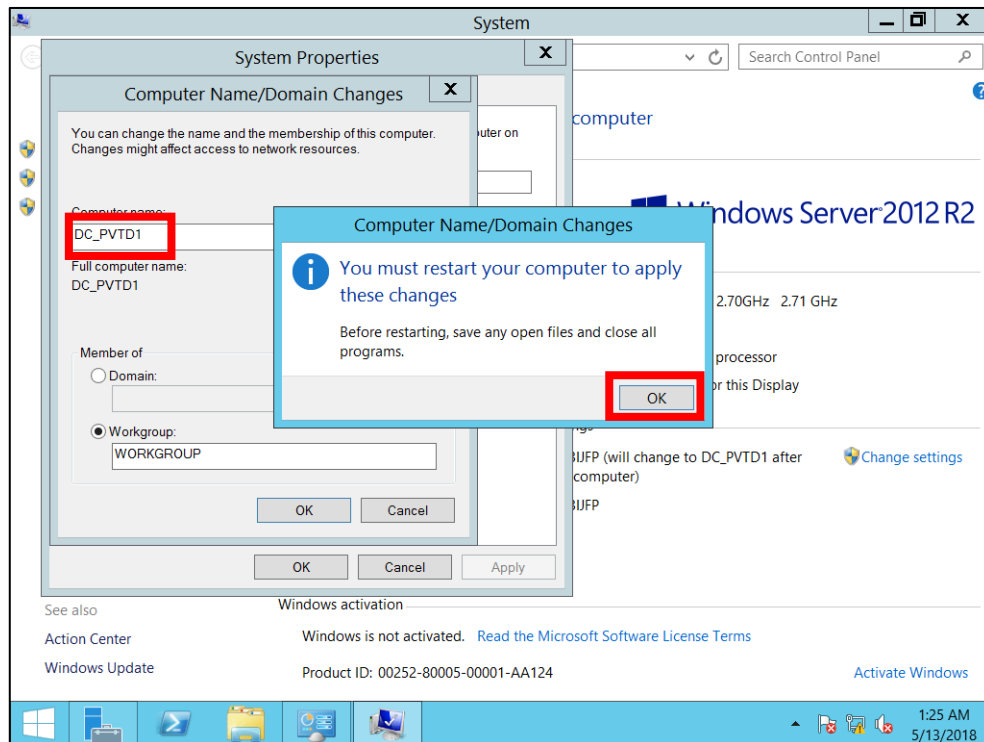 System
System Properties
Search Control Panel
Computer Name/Domain Changes
computer
You can change the name and the membership of this computer.
Changes might affect access to network resources.
on
Computer name:
Windows Server 2012 R2
DC_PVTD1
Computer Name/Domain Changes
Full computer name:
DC_PVTD1
You must restart your computer to apply
these changes
2.70GHz 2.71 GHz
Before restarting, save any open files and close all
programs.
Member of
processor
Domain:
this Display
OK
Workgroup:
WORKGROUP
(will change to DC_PVTD1 after
computer)
Change settings
OK Cancel
OK Cancel Apply
See also
Windows activation
Action Center
Windows is not activated. Read the Microsoft Software License Terms
Windows Update
Product ID: 00252-80005-00001-AA124
Activate Windows
1:25 AM
5/13/2018